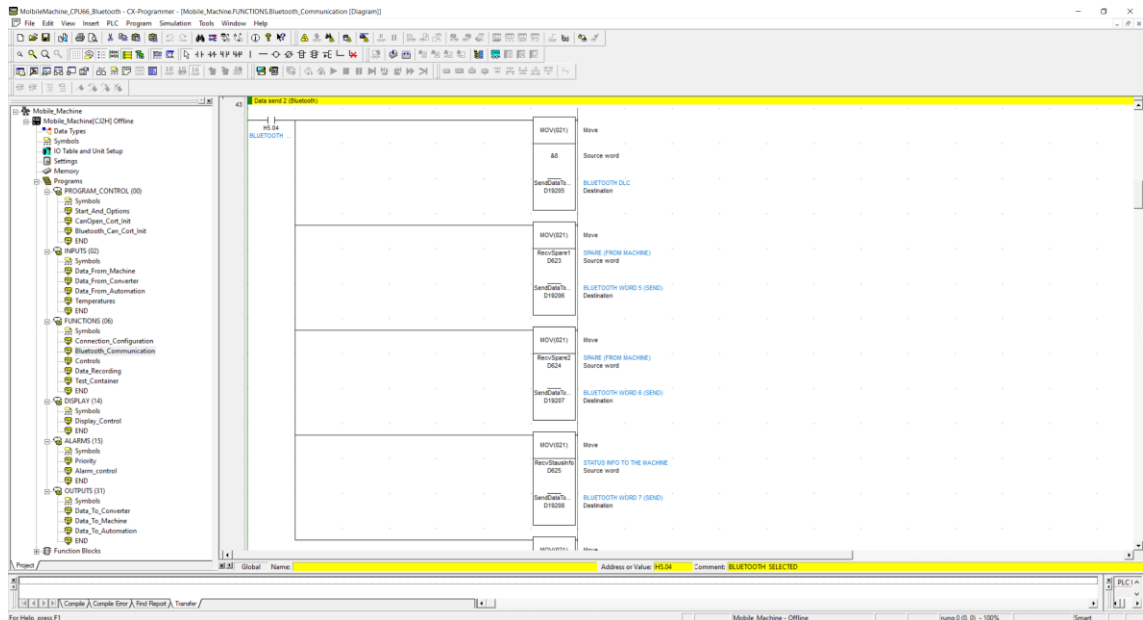 MolbileMachine_CPU66_Bluetooth - CX-Programmer - [Mobile_Machine.FUNCTIONS.Bluetooth_Communication [Diagram]]
File Edit View Insert PLC Program Simulation Tools Window Help
Mobile_Machine
Mobile_Machine[CJ2H] Offline
Data Types
Symbols
IO Table and Unit Setup
Settings
Memory
Programs
PROGRAM_CONTROL (00)
Symbols
Start_And_Options
CanOpen_Cort_Init
Bluetooth_Can_Cort_Init
END
INPUTS (02)
Symbols
Data_From_Machine
Data_From_Converter
Data_From_Automation
Temperatures
END
FUNCTIONS (06)
Symbols
Connection_Configuration
Bluetooth_Communication
Controls
Data_Recording
Test_Container
END
DISPLAY (14)
Symbols
Display_Control
END
ALARMS (15)
Symbols
Priority
Alarm_control
END
OUTPUTS (31)
Symbols
Data_To_Converter
Data_To_Machine
Data_To_Automation
END
Function Blocks
Project
43
Data send 2 (Bluetooth)
H5.04
BLUETOOTH ...
MOV(021) Move
&8 Source word
SendDataTo... BLUETOOTH DLC
D19205 Destination
MOV(021) Move
RecvSpare1 SPARE (FROM MACHINE)
D623 Source word
SendDataTo... BLUETOOTH WORD 5 (SEND)
D19206 Destination
MOV(021) Move
RecvSpare2 SPARE (FROM MACHINE)
D624 Source word
SendDataTo... BLUETOOTH WORD 6 (SEND)
D19207 Destination
MOV(021) Move
RecvStausinfo STATUS INFO TO THE MACHINE
D625 Source word
SendDataTo... BLUETOOTH WORD 7 (SEND)
D19208 Destination
MOV(021) Move
Global Name: Address or Value: H5.04 Comment: BLUETOOTH SELECTED
Compile Compile Error Find Report Transfer
For Help, press F1 Mobile_Machine - Offline rung 0 (0, 0) - 100% Smart